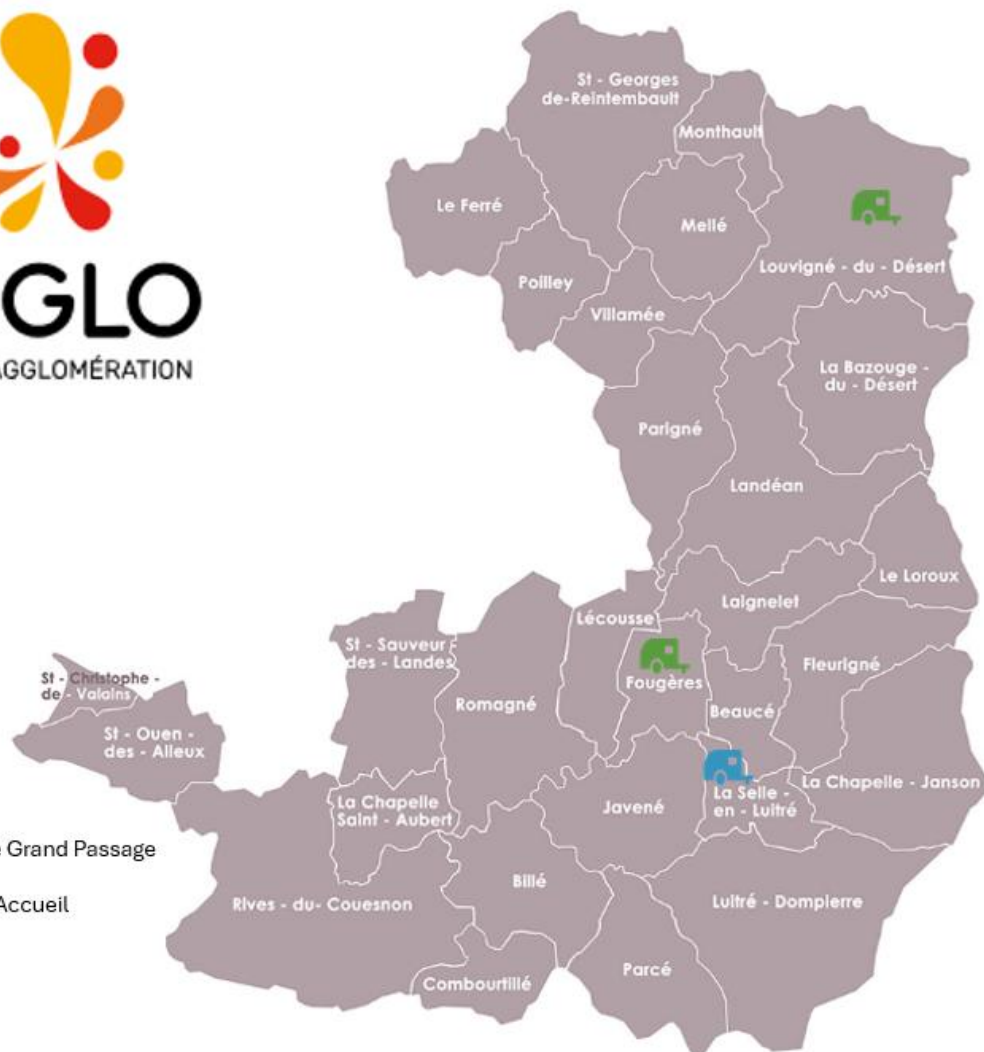 GLO
AGGLOMÉRATION
St - Georges
de-Reintembault
Monthault
Le Ferré
Mellé
Poilley
Louvigné - du - Désert
Villamée
La Bazouge -
du - Désert
Parigné
Landéan
Le Loroux
Laignelet
Lécousse
St - Sauveur
des - Landes
Fleurigné
St - Christophe -
de - Valains
Fougères
Romagné
Beaucé
St - Ouen -
des - Alleux
La Chapelle - Janson
La Selle -
en - Luitré
La Chapelle
Saint - Aubert
Javené
e Grand Passage
Billé
Accueil
Rives - du- Couesnon
Luitré - Dompierre
Parcé
Combourtillé